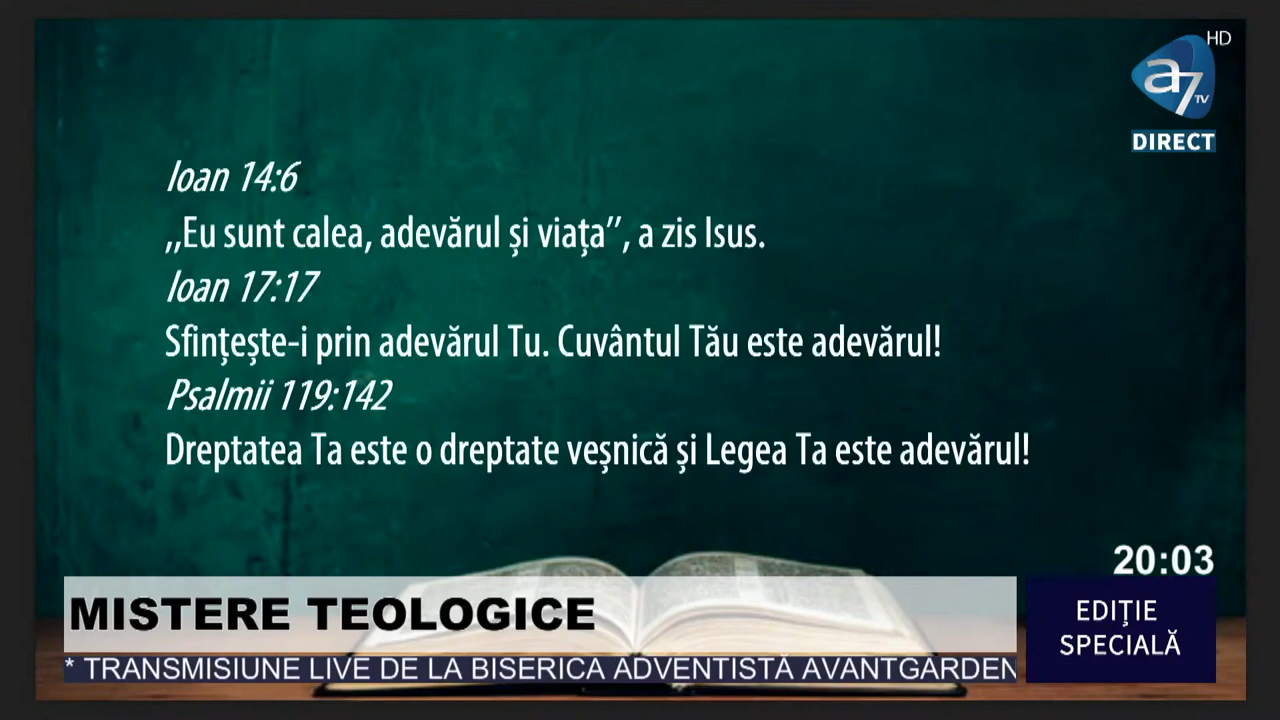 HD
a7
TV
DIRECT
Ioan 14:6
,,Eu sunt calea, adevărul și viața’’, a zis Isus.
Ioan 17:17
Sfințește-i prin adevărul Tu. Cuvântul Tău este adevărul!
Psalmii 119:142
Dreptatea Ta este o dreptate veșnică și Legea Ta este adevărul!
20:03
MISTERE TEOLOGICE
EDIȚIE
SPECIALĂ
* TRANSMISIUNE LIVE DE LA BISERICA ADVENTISTĂ AVANTGARDEN